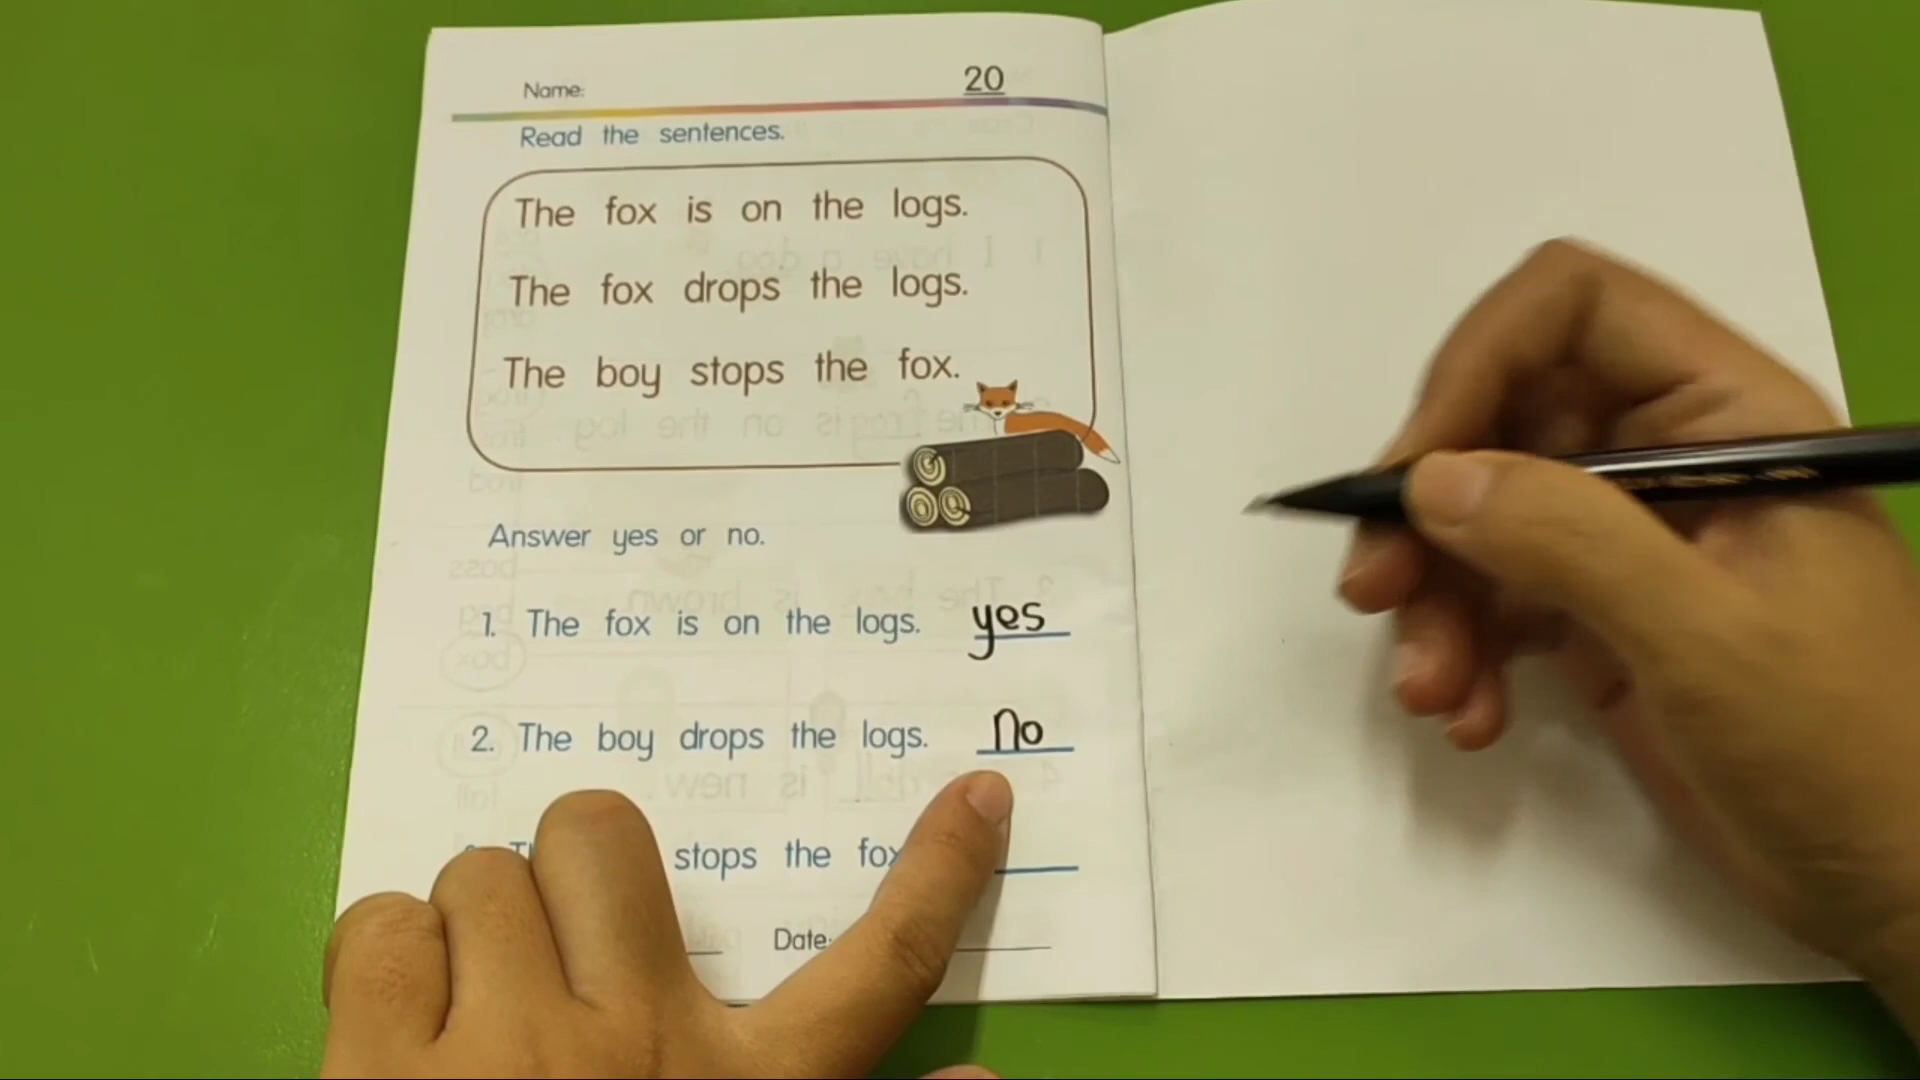 Name: 20
Read the sentences.
The fox is on the logs.
The fox drops the logs.
The boy stops the fox.
Answer yes or no.
1. The fox is on the logs. yes
2. The boy drops the logs. no
stops the fox
Date: